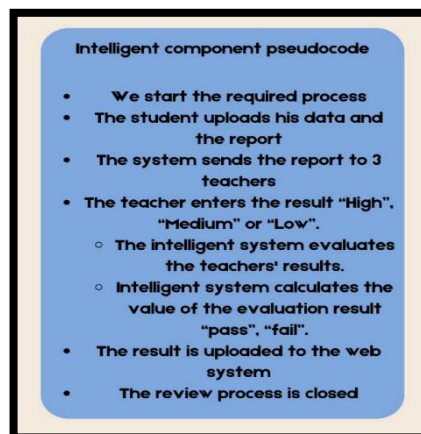 Intelligent component pseudocode
• We start the required process
• The student uploads his data and
the report
• The system sends the report to 3
teachers
• The teacher enters the result “High”,
“Medium” or “Low”.
○ The intelligent system evaluates
the teachers' results.
○ Intelligent system calculates the
value of the evaluation result
“pass”, “fail”.
• The result is uploaded to the web
system
• The review process is closed